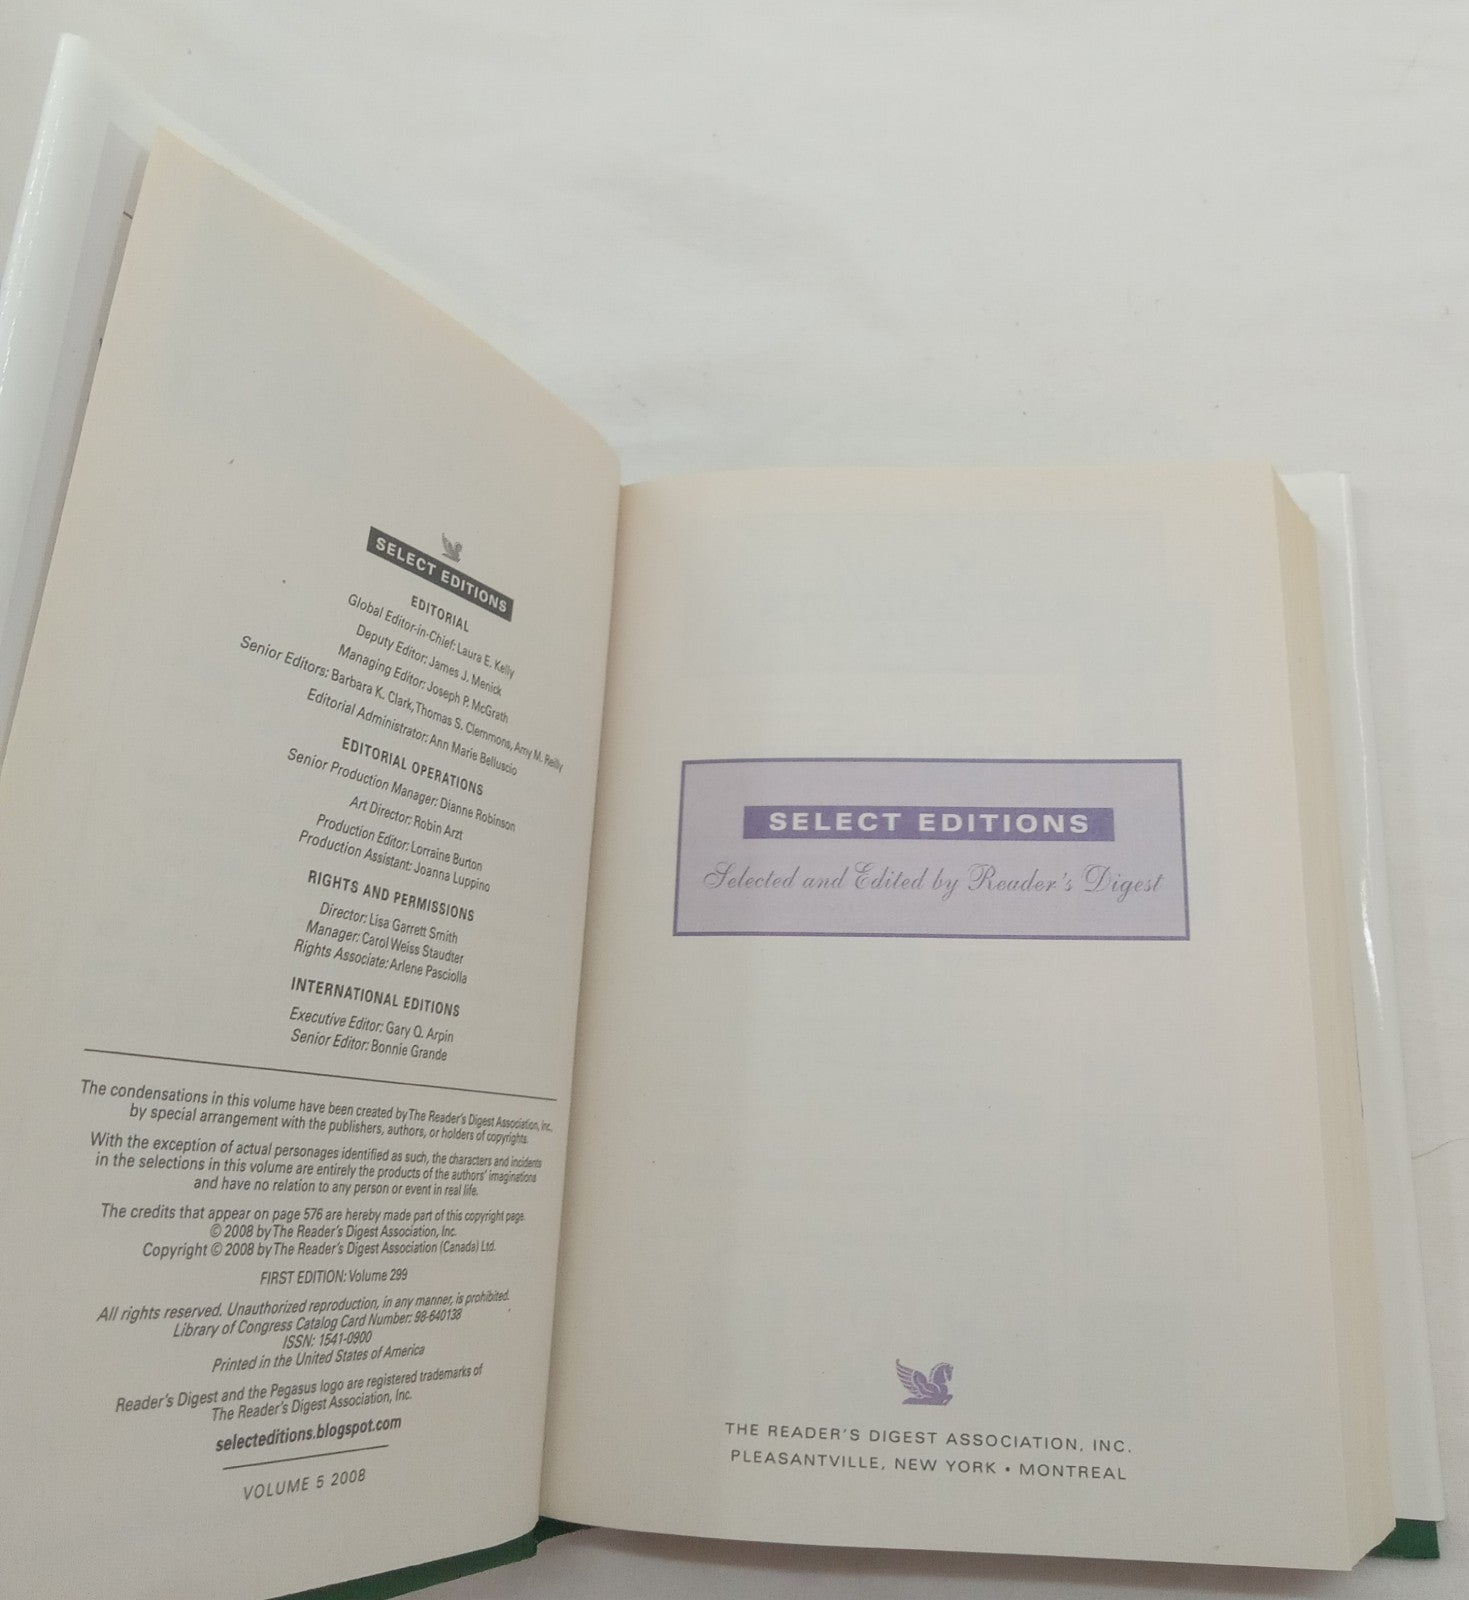 SELECT EDITIONS
EDITORIAL
Global Editor-in-Chief: Laura E. Kelly
Deputy Editor: James J. Menick
Managing Editor: Joseph P. McGrath
Senior Editors: Barbara K. Clark, Thomas S. Clemmons, Amy M. Reilly
Editorial Administrator: Ann Marie Belluscio
EDITORIAL OPERATIONS
Senior Production Manager: Dianne Robinson
Art Director: Robin Arzt
Production Editor: Lorraine Burton
Production Assistant: Joanna Luppino
RIGHTS AND PERMISSIONS
Director: Lisa Garrett Smith
Manager: Carol Weiss Staudter
Rights Associate: Arlene Pasciolla
INTERNATIONAL EDITIONS
Executive Editor: Gary Q. Arpin
Senior Editor: Bonnie Grande
The condensations in this volume have been created by The Reader's Digest Association, Inc.,
by special arrangement with the publishers, authors, or holders of copyrights.
With the exception of actual personages identified as such, the characters and incidents
in the selections in this volume are entirely the products of the authors' imaginations
and have no relation to any person or event in real life.
The credits that appear on page 576 are hereby made part of this copyright page.
© 2008 by The Reader's Digest Association, Inc.
Copyright © 2008 by The Reader's Digest Association (Canada) Ltd.
FIRST EDITION: Volume 299
All rights reserved. Unauthorized reproduction, in any manner, is prohibited.
Library of Congress Catalog Card Number: 98-640138
ISSN: 1541-0900
Printed in the United States of America
Reader's Digest and the Pegasus logo are registered trademarks of
The Reader's Digest Association, Inc.
selecteditions.blogspot.com
VOLUME 5 2008
SELECT EDITIONS
Selected and Edited by Reader's Digest
THE READER'S DIGEST ASSOCIATION, INC.
PLEASANTVILLE, NEW YORK • MONTREAL